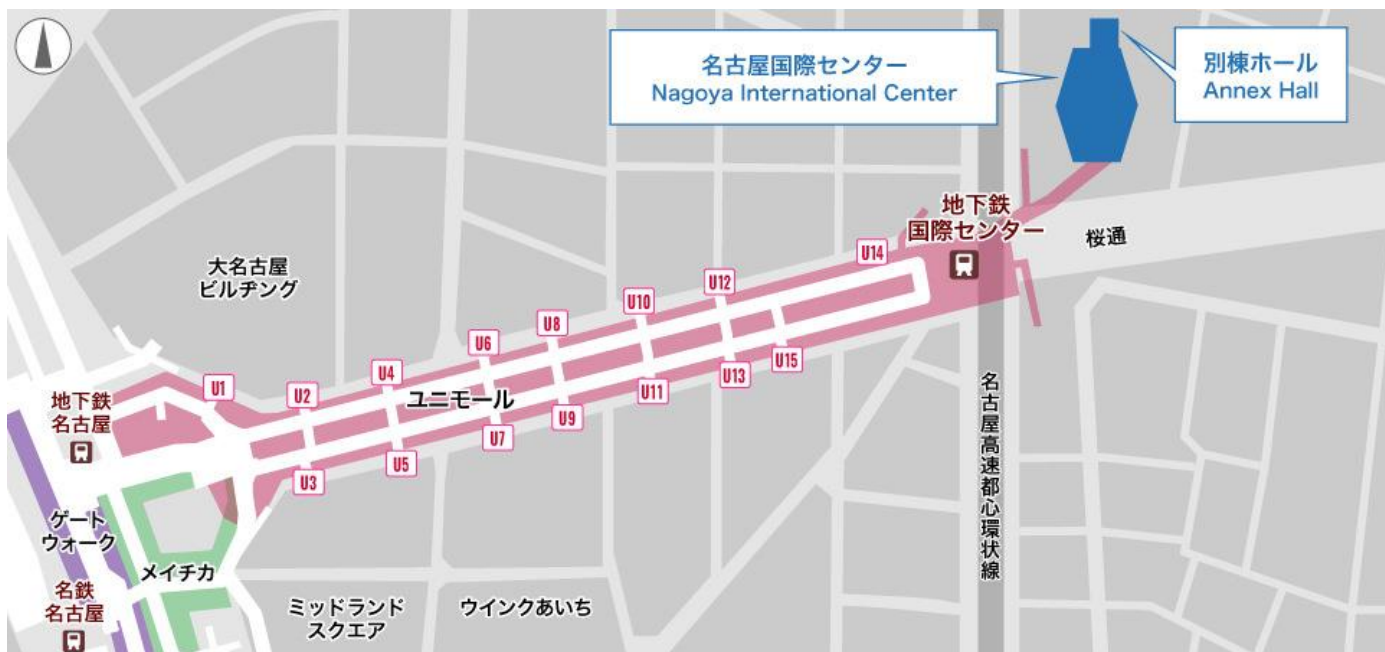 名古屋国際センター
Nagoya International Center
別棟ホール
Annex Hall
地下鉄
国際センター
桜通
大名古屋
ビルヂング
U14
U12
U10
U8
U6
U4
U2
U1
ユニモール
U15
U13
U11
U9
U7
U5
U3
地下鉄
名古屋
ゲート
ウォーク
メイチカ
名鉄
名古屋
ミッドランド
スクエア
ウインクあいち
名古屋高速都心環状線